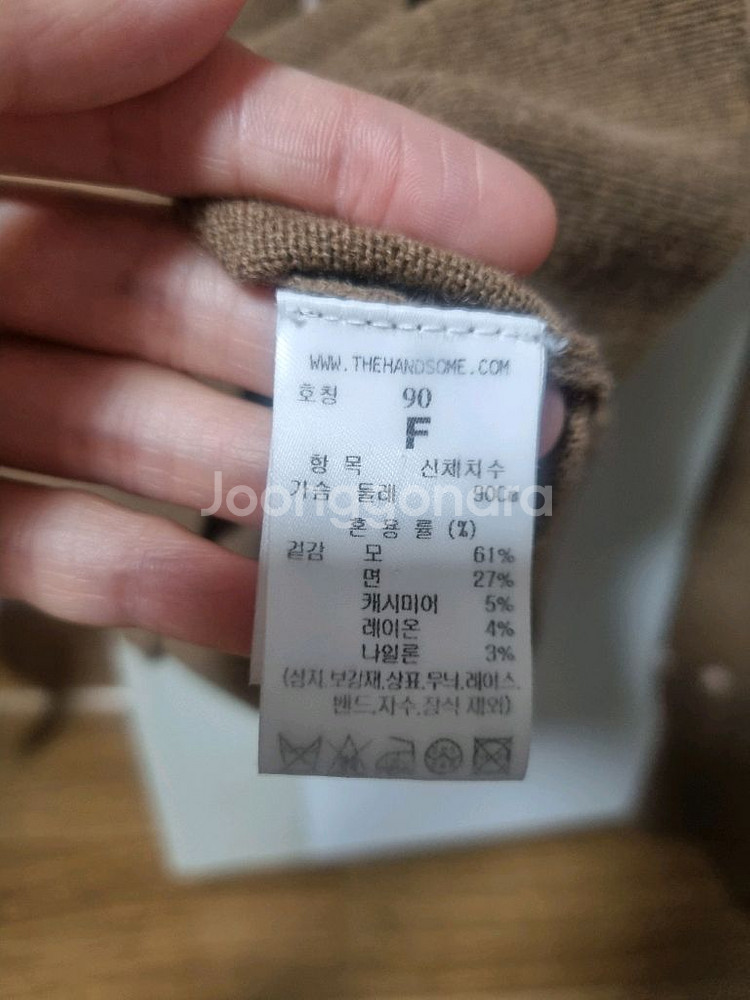 WWW.THEHANDSOME.COM
호칭 90
F
항 목 신체치수
가슴 둘레 90Cm
Joonggonara
혼 용 률 (%)
겉감 모 61%
면 27%
캐시미어 5%
레이온 4%
나일론 3%
(심지.보강재.상표.무늬.레이스.
밴드.자수.장식 제외)